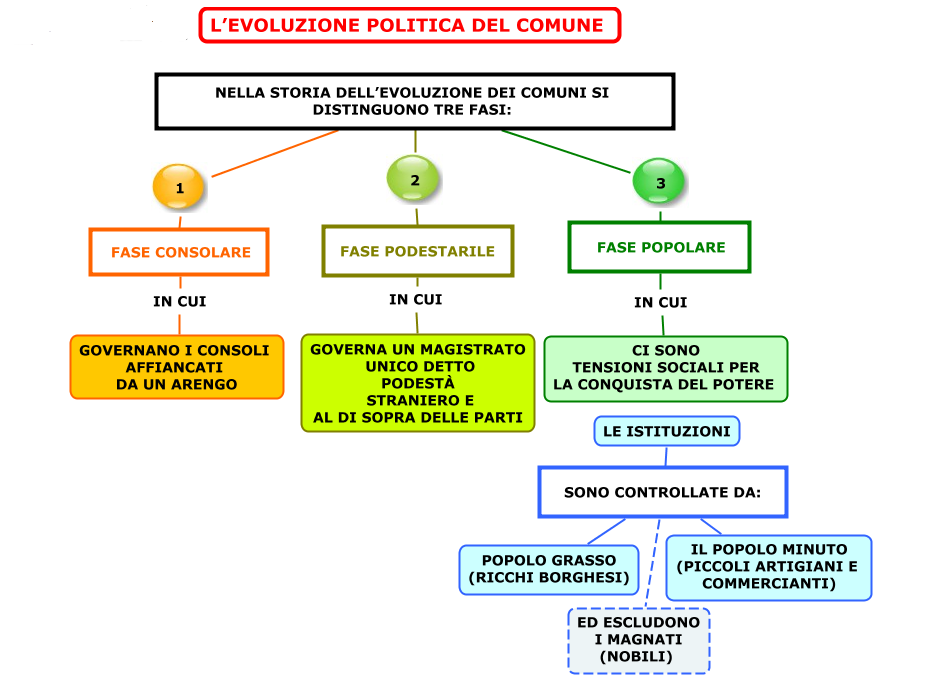 L'EVOLUZIONE POLITICA DEL COMUNE
NELLA STORIA DELL'EVOLUZIONE DEI COMUNI SI
DISTINGUONO TRE FASI:
1
2
3
FASE CONSOLARE
FASE PODESTARILE
FASE POPOLARE
IN CUI
IN CUI
IN CUI
GOVERNANO I CONSOLI
AFFIANCATI
DA UN ARENGO
GOVERNA UN MAGISTRATO
UNICO DETTO
PODESTÀ
STRANIERO E
AL DI SOPRA DELLE PARTI
CI SONO
TENSIONI SOCIALI PER
LA CONQUISTA DEL POTERE
LE ISTITUZIONI
SONO CONTROLLATE DA:
POPOLO GRASSO
(RICCHI BORGHESI)
IL POPOLO MINUTO
(PICCOLI ARTIGIANI E
COMMERCIANTI)
ED ESCLUDONO
I MAGNATI
(NOBILI)